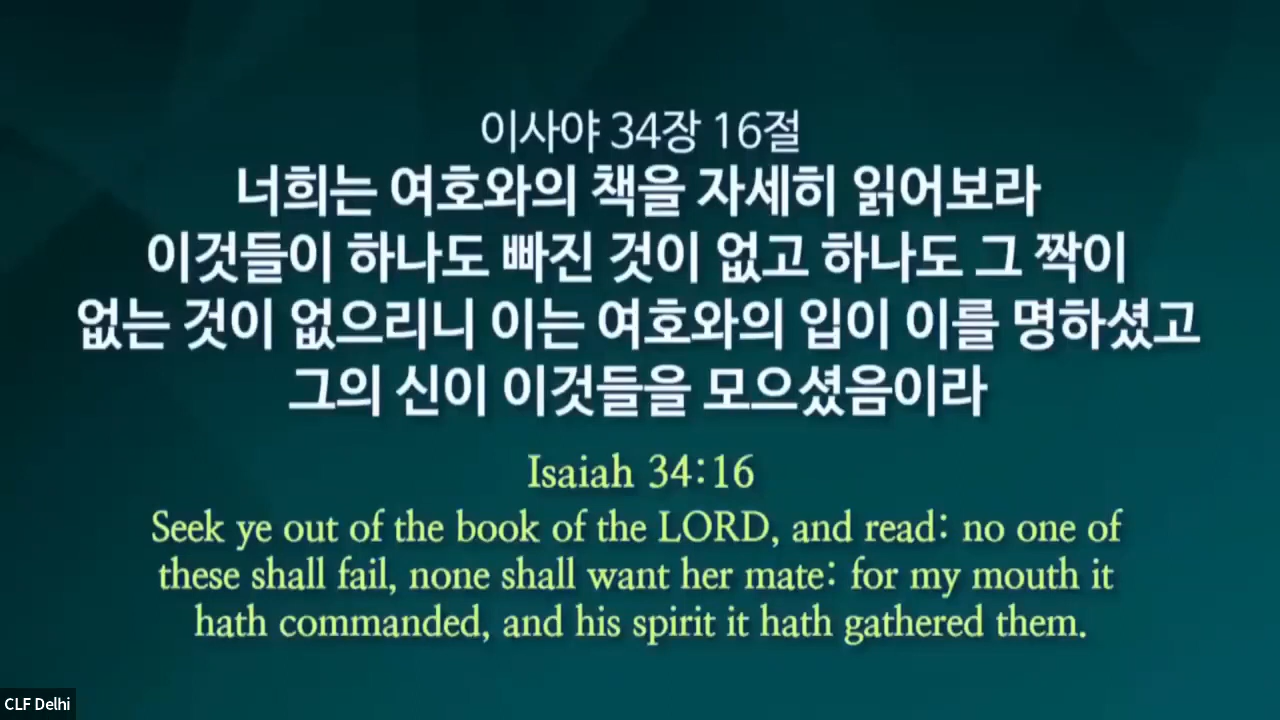 이사야 34장 16절
너희는 여호와의 책을 자세히 읽어보라
이것들이 하나도 빠진 것이 없고 하나도 그 짝이
없는 것이 없으리니 이는 여호와의 입이 이를 명하셨고
그의 신이 이것들을 모으셨음이라
Isaiah 34:16
Seek ye out of the book of the LORD, and read: no one of
these shall fail, none shall want her mate: for my mouth it
hath commanded, and his spirit it hath gathered them.
CLF Delhi